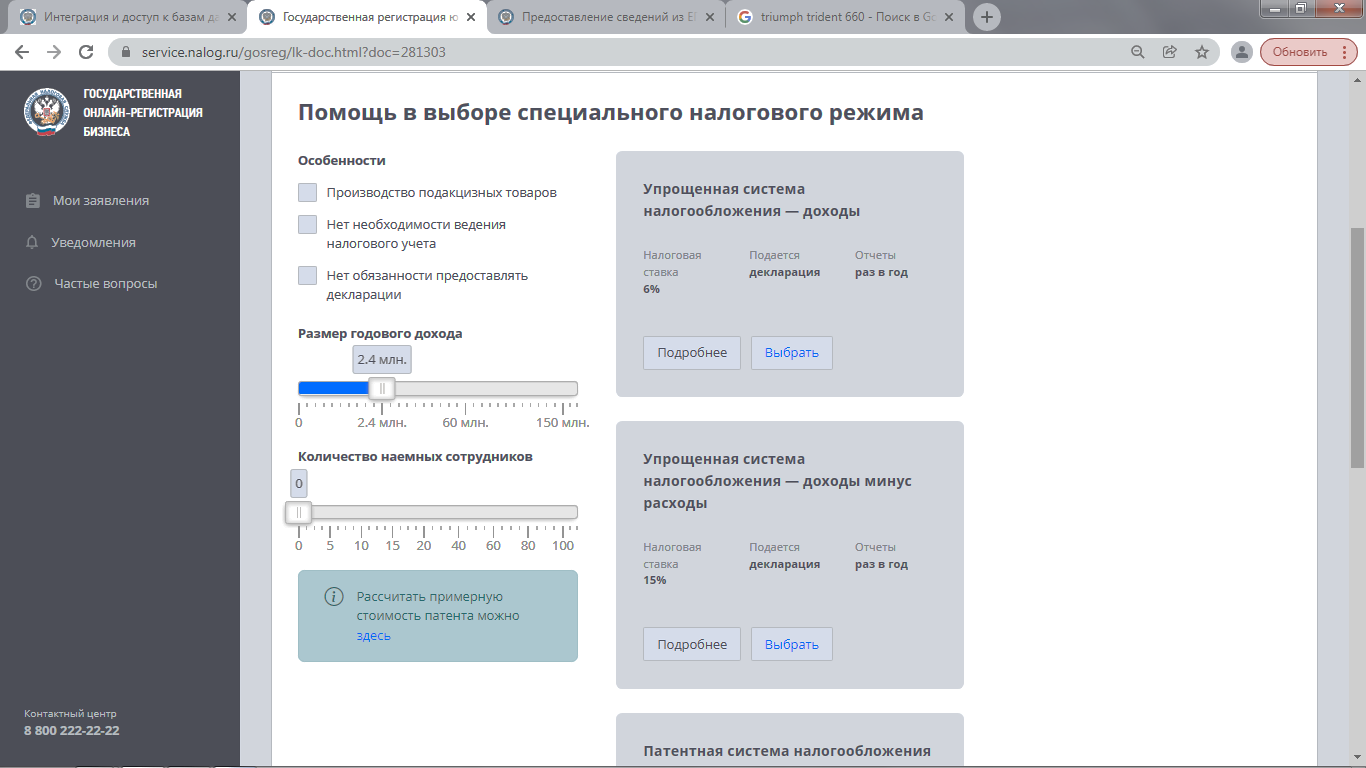 Интеграция и доступ к базам да
Государственная регистрация ю
Предоставление сведений из ЕГ
triumph trident 660 - Поиск в Go
service.nalog.ru/gosreg/lk-doc.html?doc=281303
Обновить
ГОСУДАРСТВЕННАЯ
ОНЛАЙН-РЕГИСТРАЦИЯ
БИЗНЕСА
Мои заявления
Уведомления
Частые вопросы
Контактный центр
8 800 222-22-22
Помощь в выборе специального налогового режима
Особенности
Производство подакцизных товаров
Нет необходимости ведения
налогового учета
Нет обязанности предоставлять
декларации
Размер годового дохода
2.4 млн.
0 2.4 млн. 60 млн. 150 млн.
Количество наемных сотрудников
0
0 5 10 15 20 40 60 80 100
Рассчитать примерную
стоимость патента можно
здесь
Упрощенная система
налогообложения — доходы
Налоговая Подается Отчеты
ставка декларация раз в год
6%
Подробнее Выбрать
Упрощенная система
налогообложения — доходы минус
расходы
Налоговая Подается Отчеты
ставка декларация раз в год
15%
Подробнее Выбрать
Патентная система налогообложения